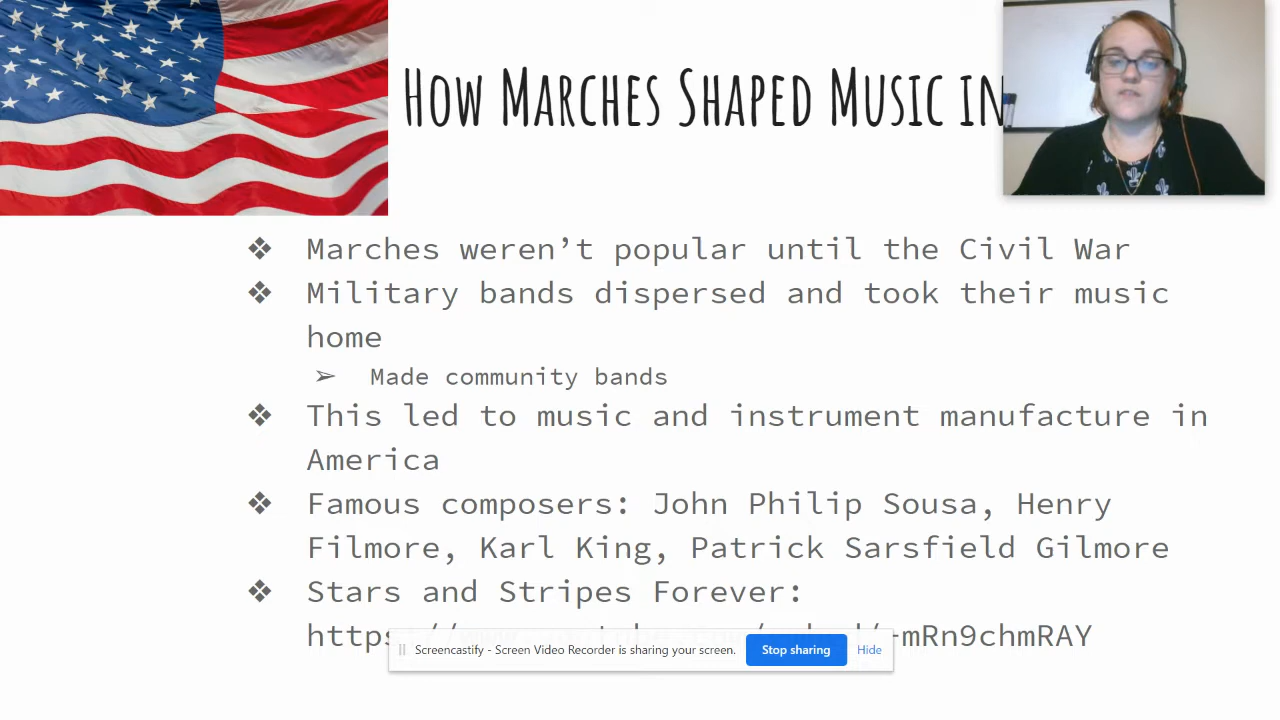 How Marches Shaped Music in
❖ Marches weren’t popular until the Civil War
❖ Military bands dispersed and took their music
home
➢ Made community bands
❖ This led to music and instrument manufacture in
America
❖ Famous composers: John Philip Sousa, Henry
Filmore, Karl King, Patrick Sarsfield Gilmore
❖ Stars and Stripes Forever:
https -mRn9chmRAY
Screencastify - Screen Video Recorder is sharing your screen. Stop sharing Hide